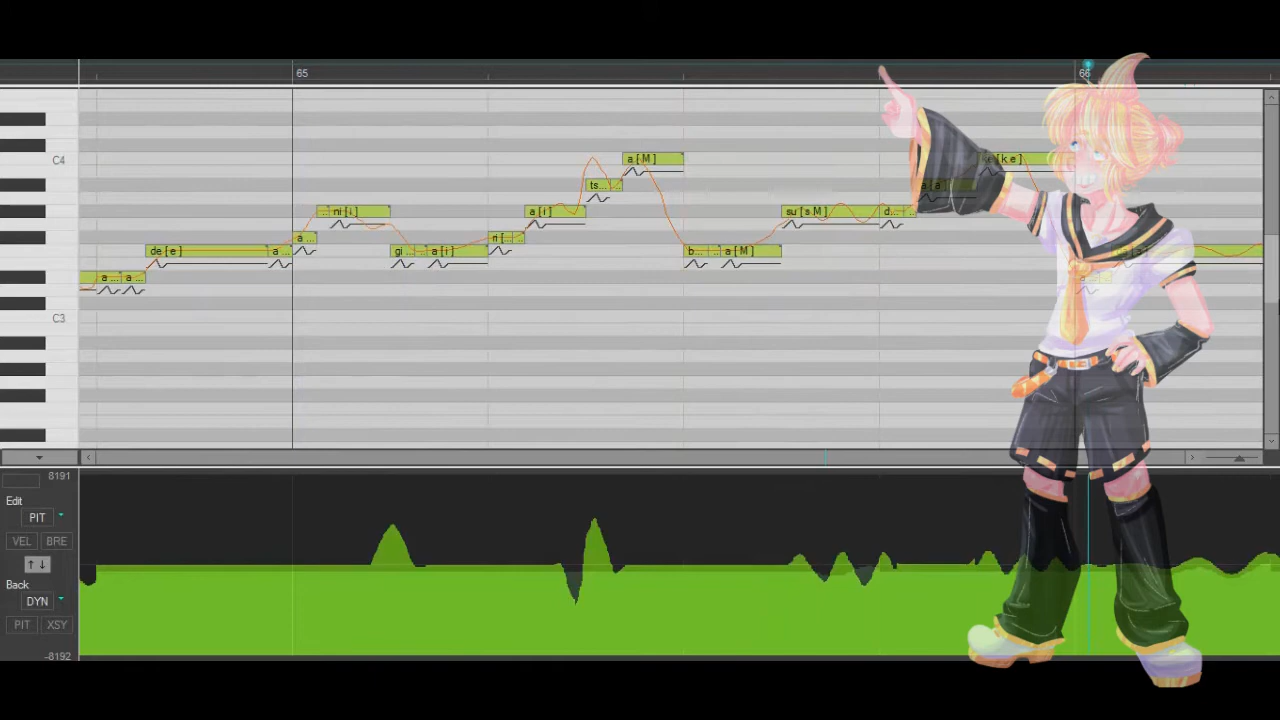 65
66
C4
a [ M ]
[ k e ]
ts...
a [ a ]
... ni [ i ]
a [ i ]
su [ s M ]
d... ..
a ...
ri [... ..
de [ e ]
a ...
gi ... ...
a [ i ]
b... ..
a [ M ]
a ...
a ...
C3
8191
Edit
PIT
VEL
BRE
Back
DYN
PIT
XSY
-8192